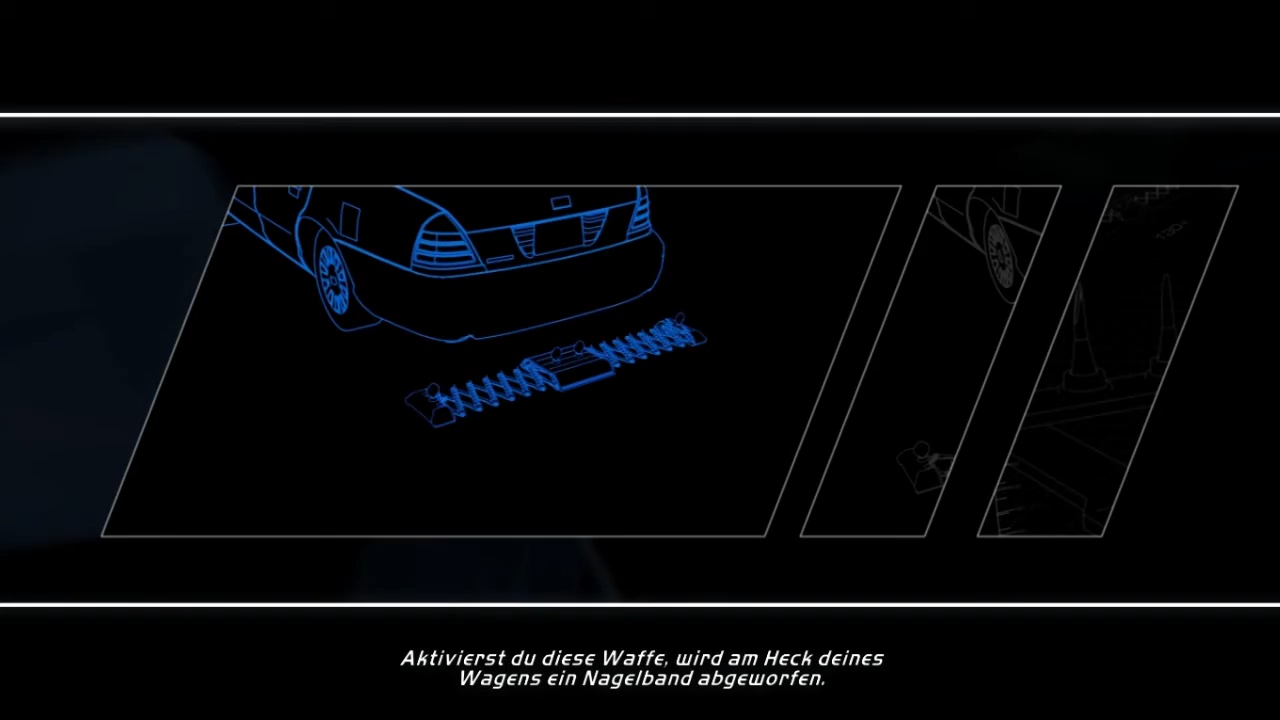 Aktivierst du diese Waffe, wird am Heck deines
Wagens ein Nagelband abgeworfen.